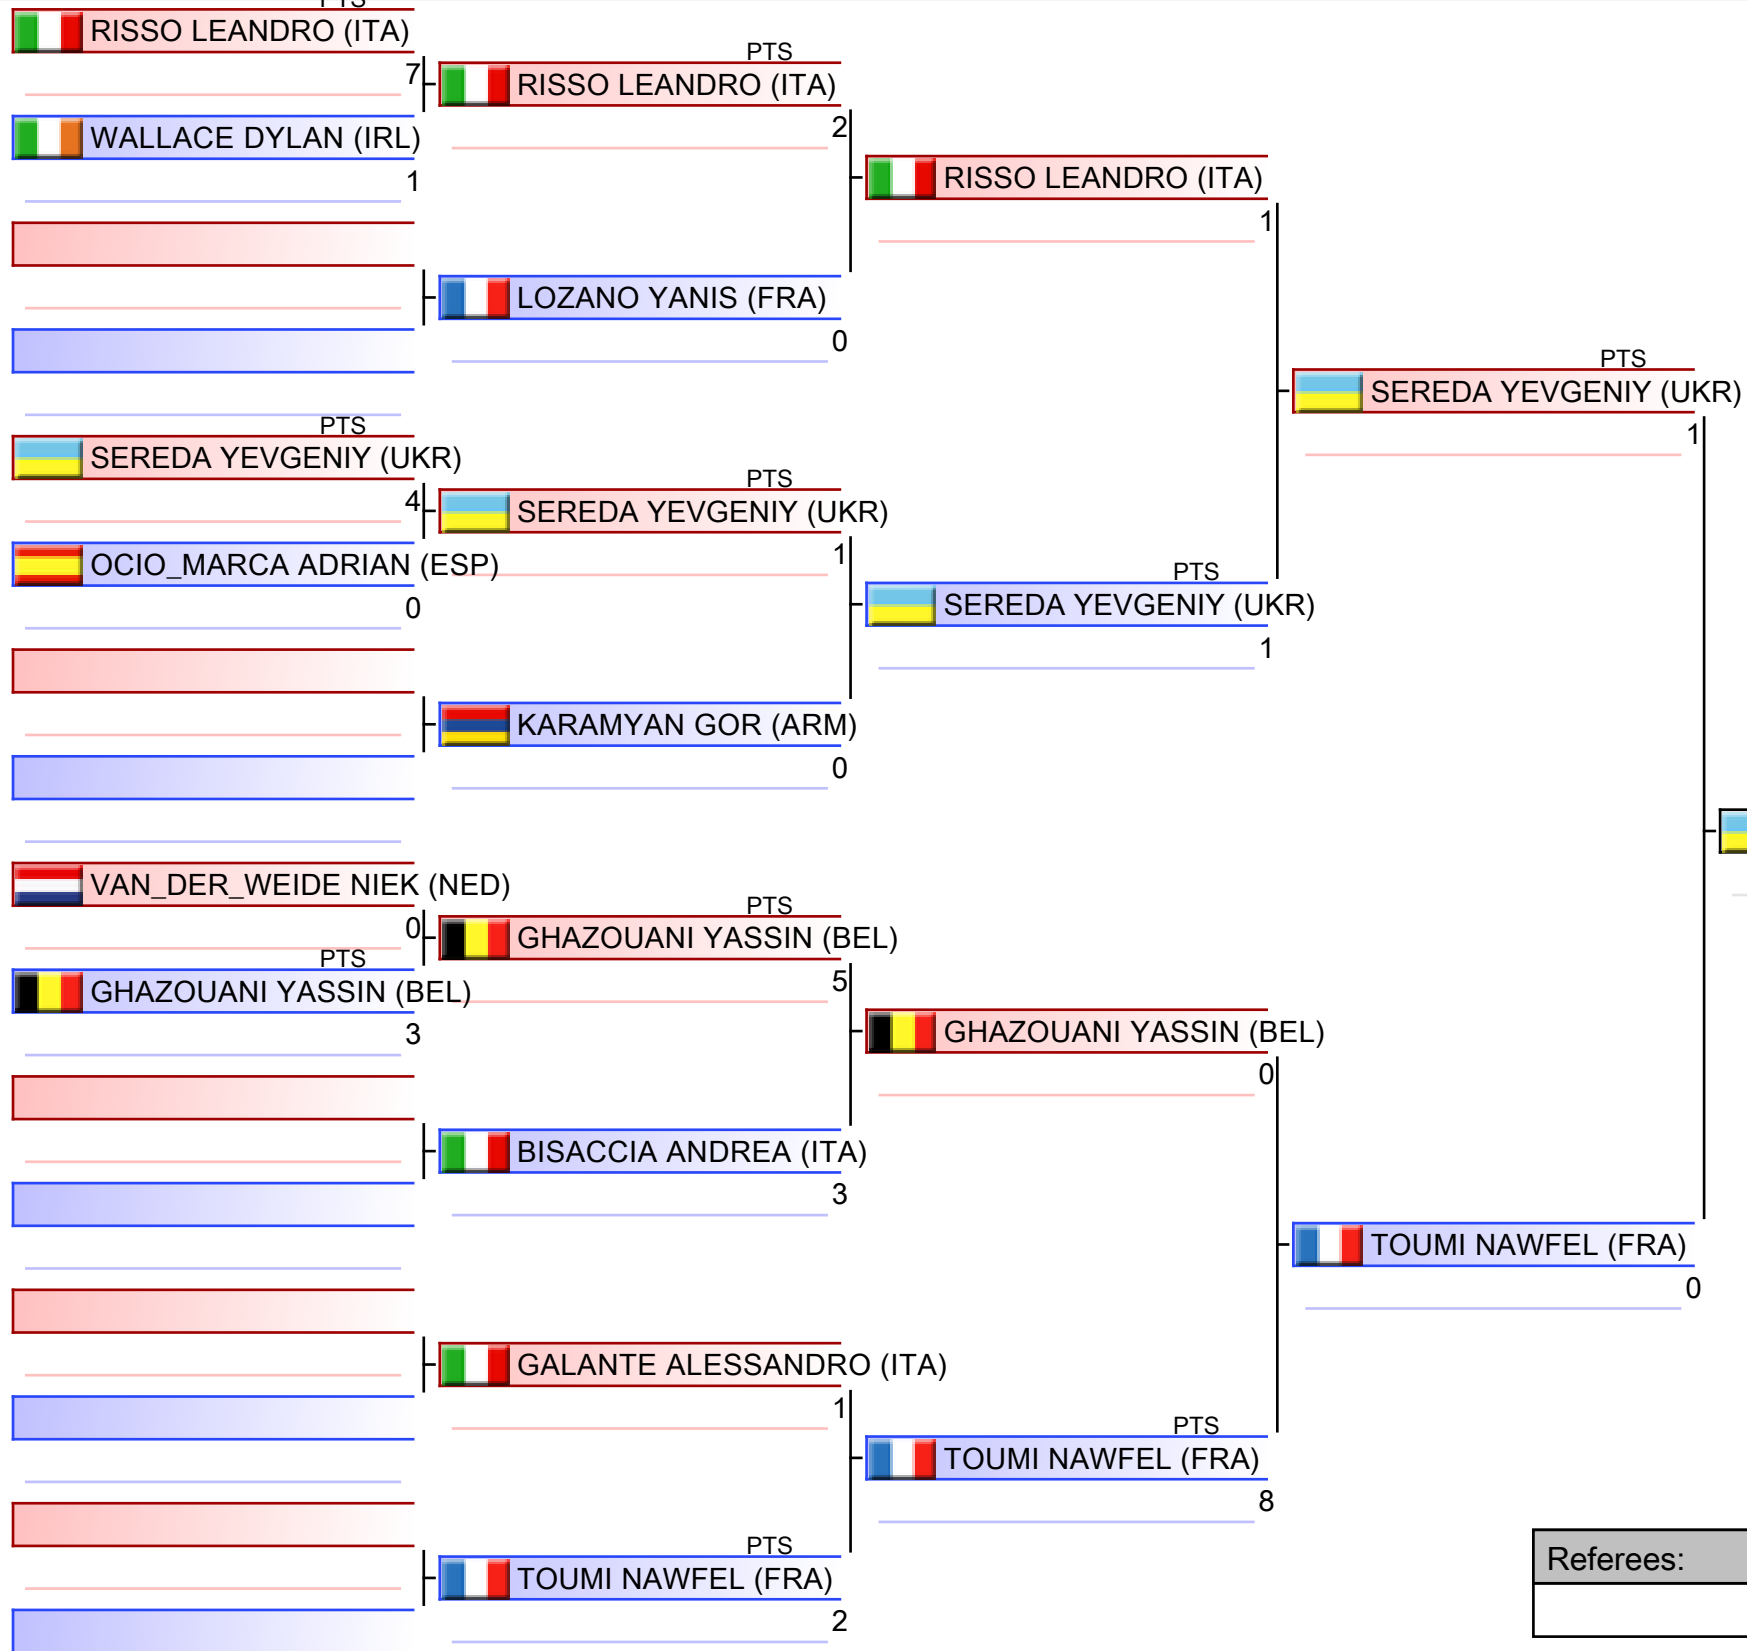 PTS
RISSO LEANDRO (ITA)
7
WALLACE DYLAN (IRL)
1
PTS
SEREDA YEVGENIY (UKR)
4
OCIO_MARCA ADRIAN (ESP)
0
VAN_DER_WEIDE NIEK (NED)
0
PTS
GHAZOUANI YASSIN (BEL)
3
PTS
RISSO LEANDRO (ITA)
2
LOZANO YANIS (FRA)
0
PTS
SEREDA YEVGENIY (UKR)
1
KARAMYAN GOR (ARM)
0
PTS
GHAZOUANI YASSIN (BEL)
5
BISACCIA ANDREA (ITA)
3
GALANTE ALESSANDRO (ITA)
1
PTS
TOUMI NAWFEL (FRA)
2
RISSO LEANDRO (ITA)
1
PTS
SEREDA YEVGENIY (UKR)
1
GHAZOUANI YASSIN (BEL)
0
PTS
TOUMI NAWFEL (FRA)
8
PTS
SEREDA YEVGENIY (UKR)
1
TOUMI NAWFEL (FRA)
0
Referees: